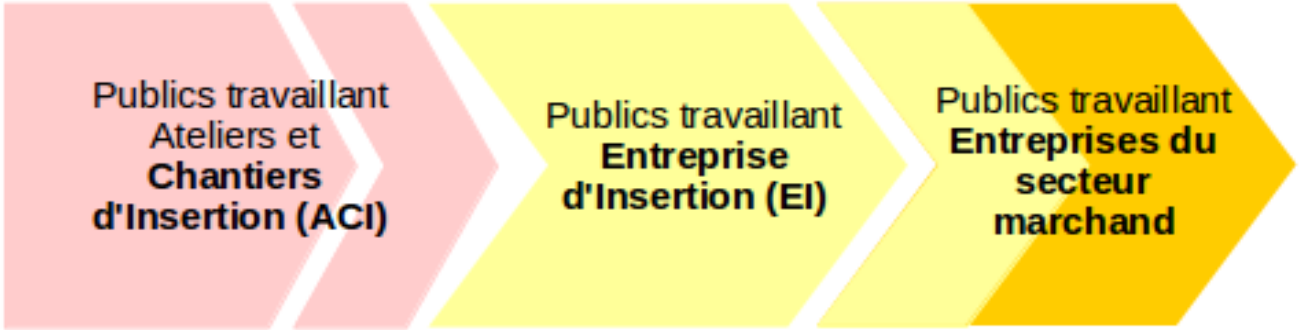 Publics travaillant
Ateliers et
Chantiers
d'Insertion (ACI)
Publics travaillant
Entreprise
d'Insertion (EI)
Publics travaillant
Entreprises du
secteur
marchand